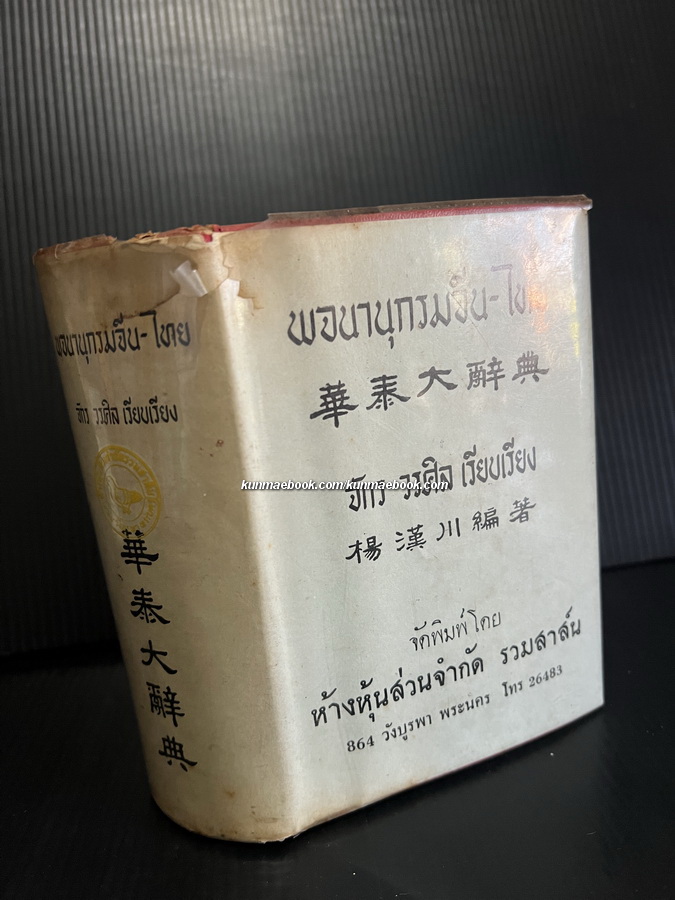 พจนานุกรมจีน-ไทย
จักร วรศิล เรียบเรียง
華泰大辭典
พจนานุกรมจีน-ไทย
華泰大辭典
จักร วรศิล เรียบเรียง
楊漢川編著
จัดพิมพ์โดย
ห้างหุ้นส่วนจำกัด รวมสาส์น
864 วังบูรพา พระนคร โทร 26483
kunmaebook.com/kunmaebook.com